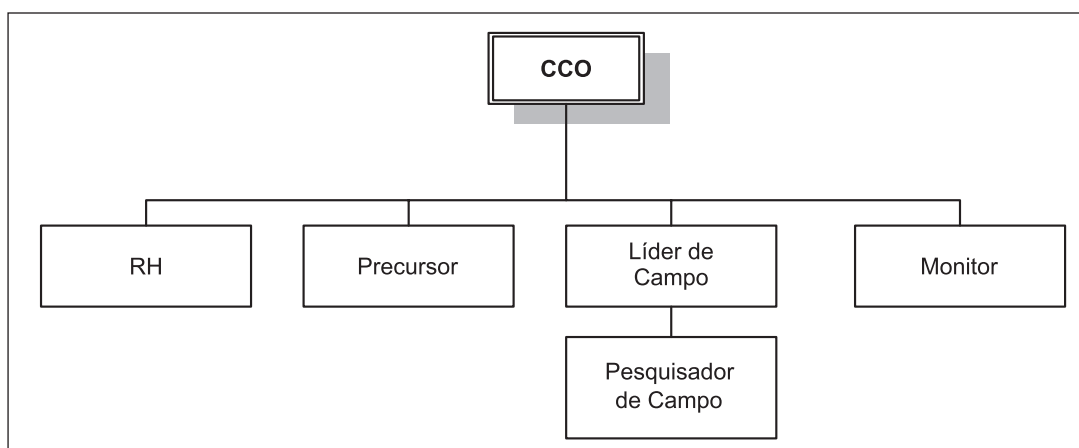 CCO
RH
Precursor
Líder de
Campo
Monitor
Pesquisador
de Campo